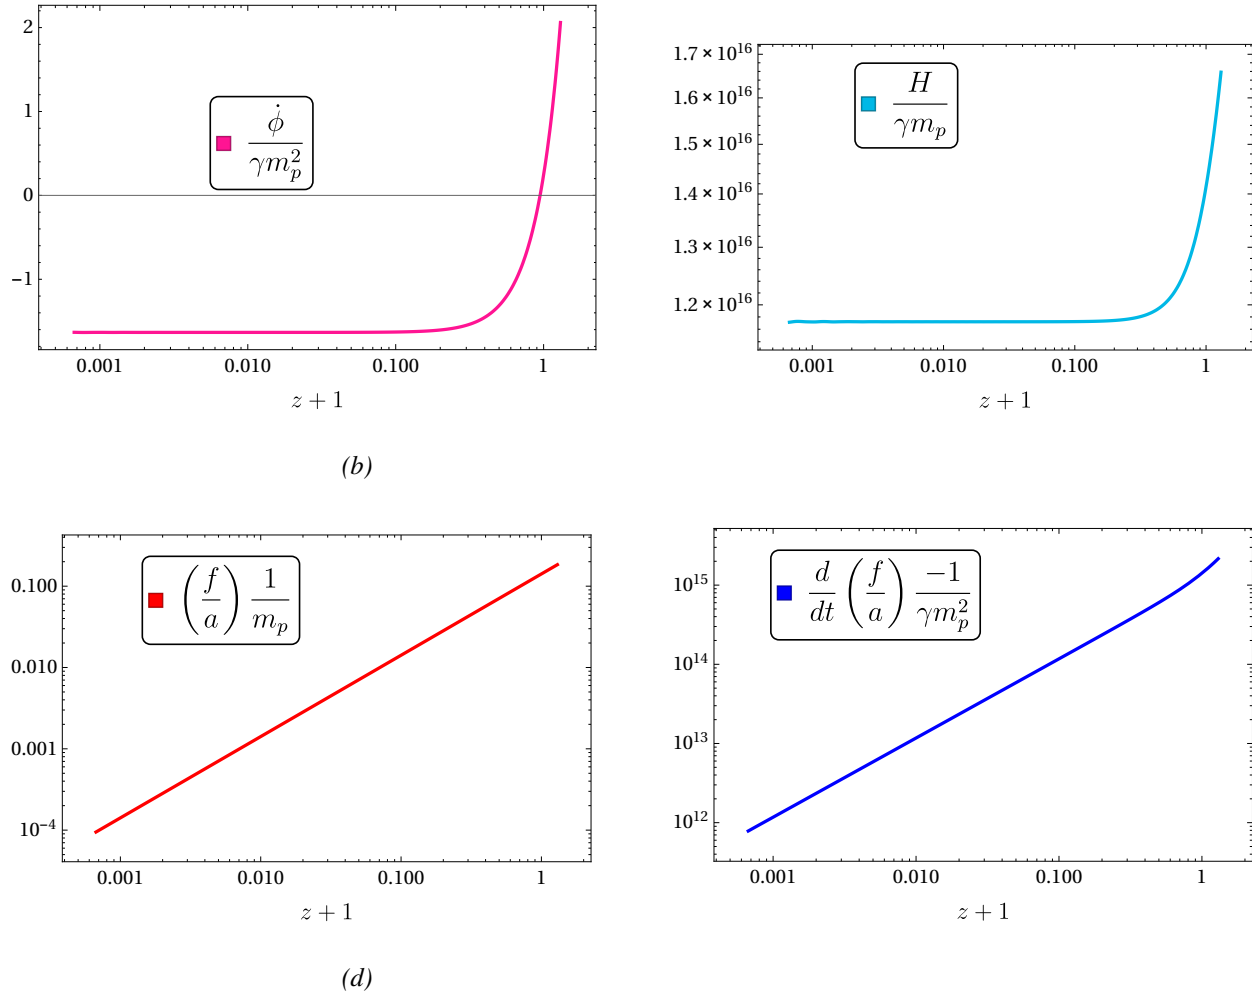 2
1
0
−1
0.001 0.010 0.100 1
z + 1
ϕ̇ / γm_p^2
1.7 × 10^16
1.6 × 10^16
1.5 × 10^16
1.4 × 10^16
1.3 × 10^16
1.2 × 10^16
0.001 0.010 0.100 1
z + 1
H / γm_p
(b)
0.100
0.010
0.001
10^-4
0.001 0.010 0.100 1
z + 1
(f/a) 1/m_p
10^15
10^14
10^13
10^12
0.001 0.010 0.100 1
z + 1
d/dt (f/a) −1/γm_p^2
(d)